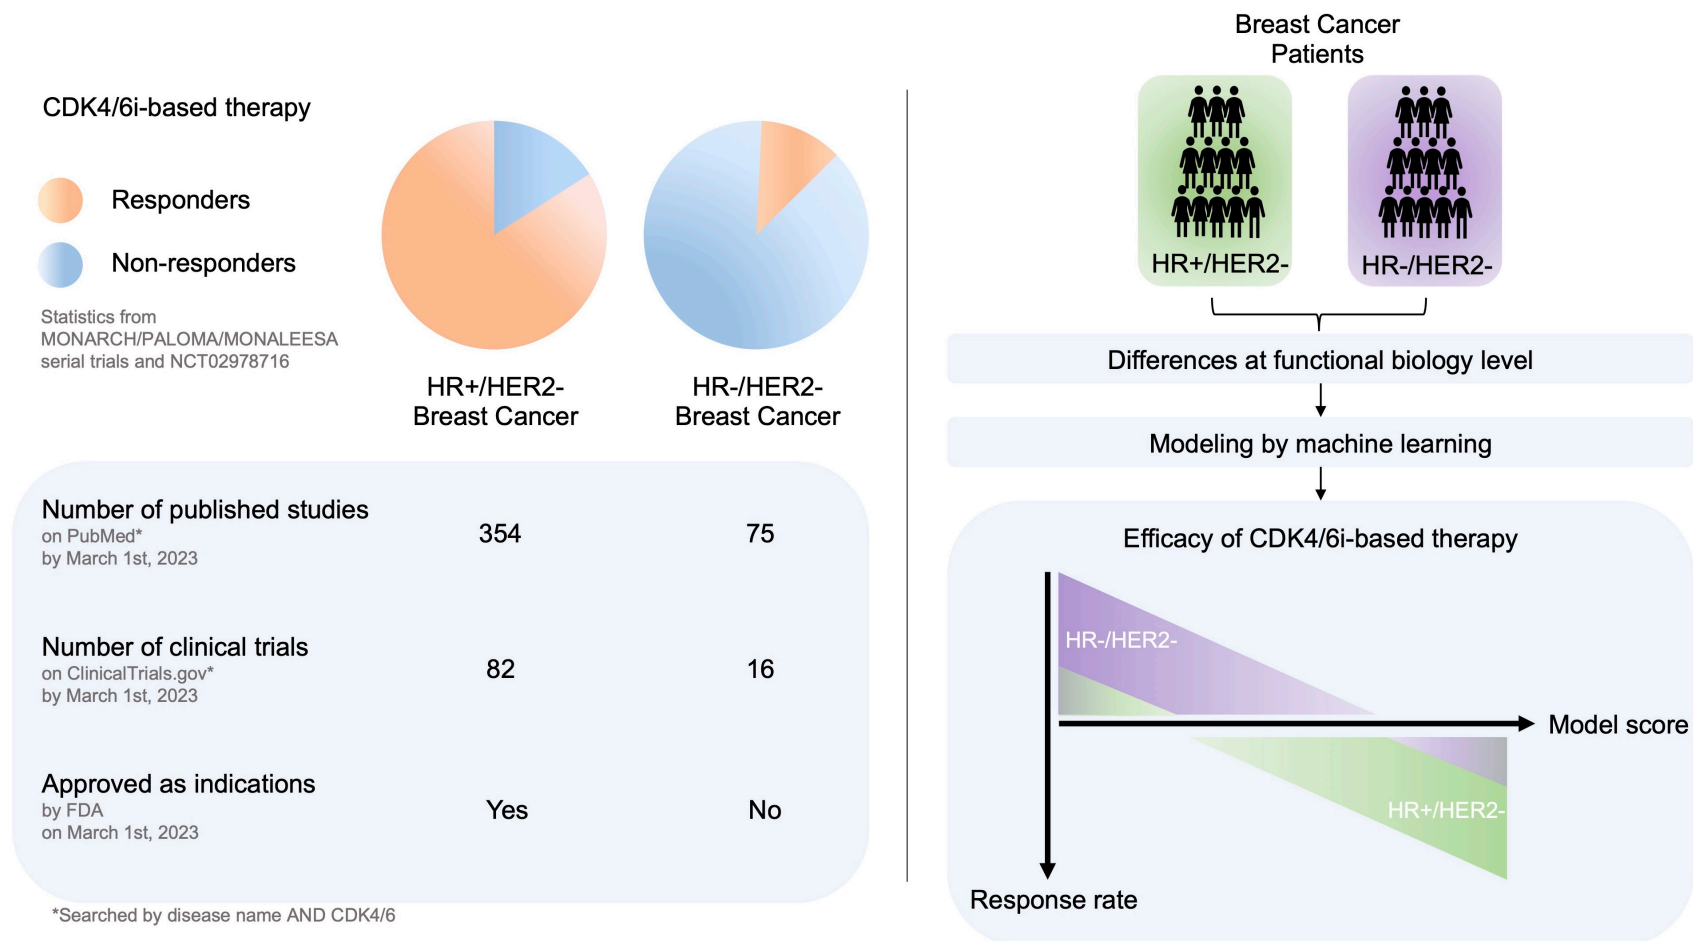 CDK4/6i-based therapy
Responders
Non-responders
Statistics from
MONARCH/PALOMA/MONALEESA
serial trials and NCT02978716
HR+/HER2-
Breast Cancer
HR-/HER2-
Breast Cancer
Number of published studies
on PubMed*
by March 1st, 2023
354
75
Number of clinical trials
on ClinicalTrials.gov*
by March 1st, 2023
82
16
Approved as indications
by FDA
on March 1st, 2023
Yes
No
*Searched by disease name AND CDK4/6
Breast Cancer
Patients
HR+/HER2-
HR-/HER2-
Differences at functional biology level
Modeling by machine learning
Efficacy of CDK4/6i-based therapy
HR-/HER2-
Model score
HR+/HER2-
Response rate